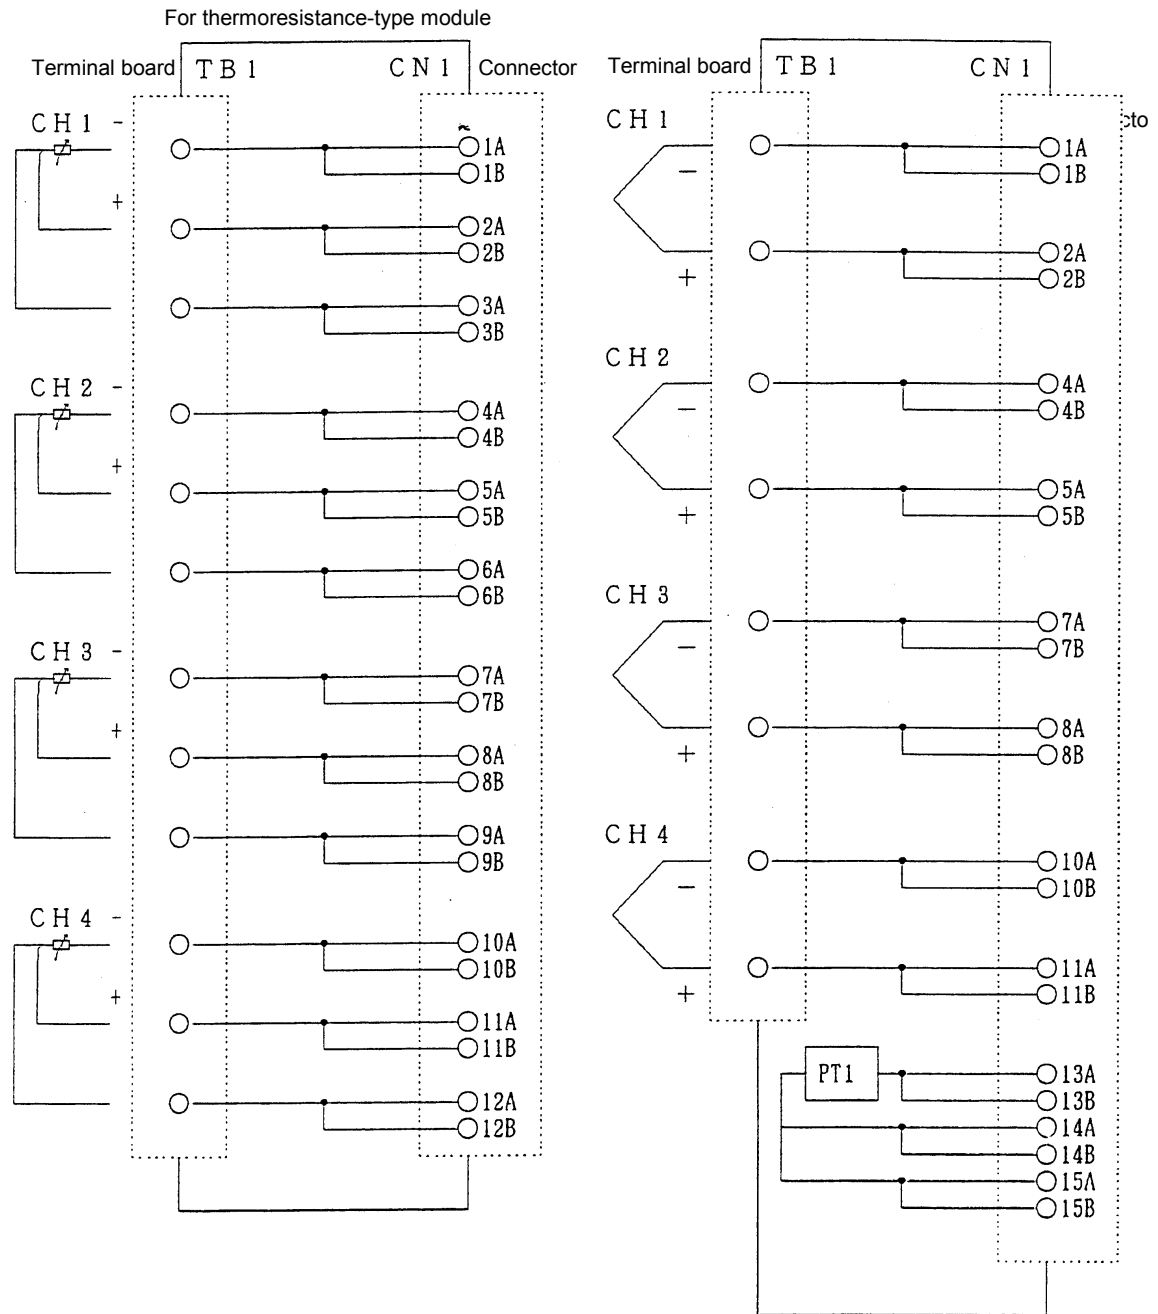 For thermoresistance-type module
Terminal board TB1 CN1 Connector
CH1 -
1A
1B
+
2A
2B
3A
3B
CH2 -
4A
4B
+
5A
5B
6A
6B
CH3 -
7A
7B
+
8A
8B
9A
9B
CH4 -
10A
10B
+
11A
11B
12A
12B
Terminal board TB1 CN1
cto
CH1
1A
- 1B
2A
+ 2B
CH2
4A
- 4B
5A
+ 5B
CH3
7A
- 7B
8A
+ 8B
CH4
10A
- 10B
11A
+ 11B
PT1 13A
13B
14A
14B
15A
15B